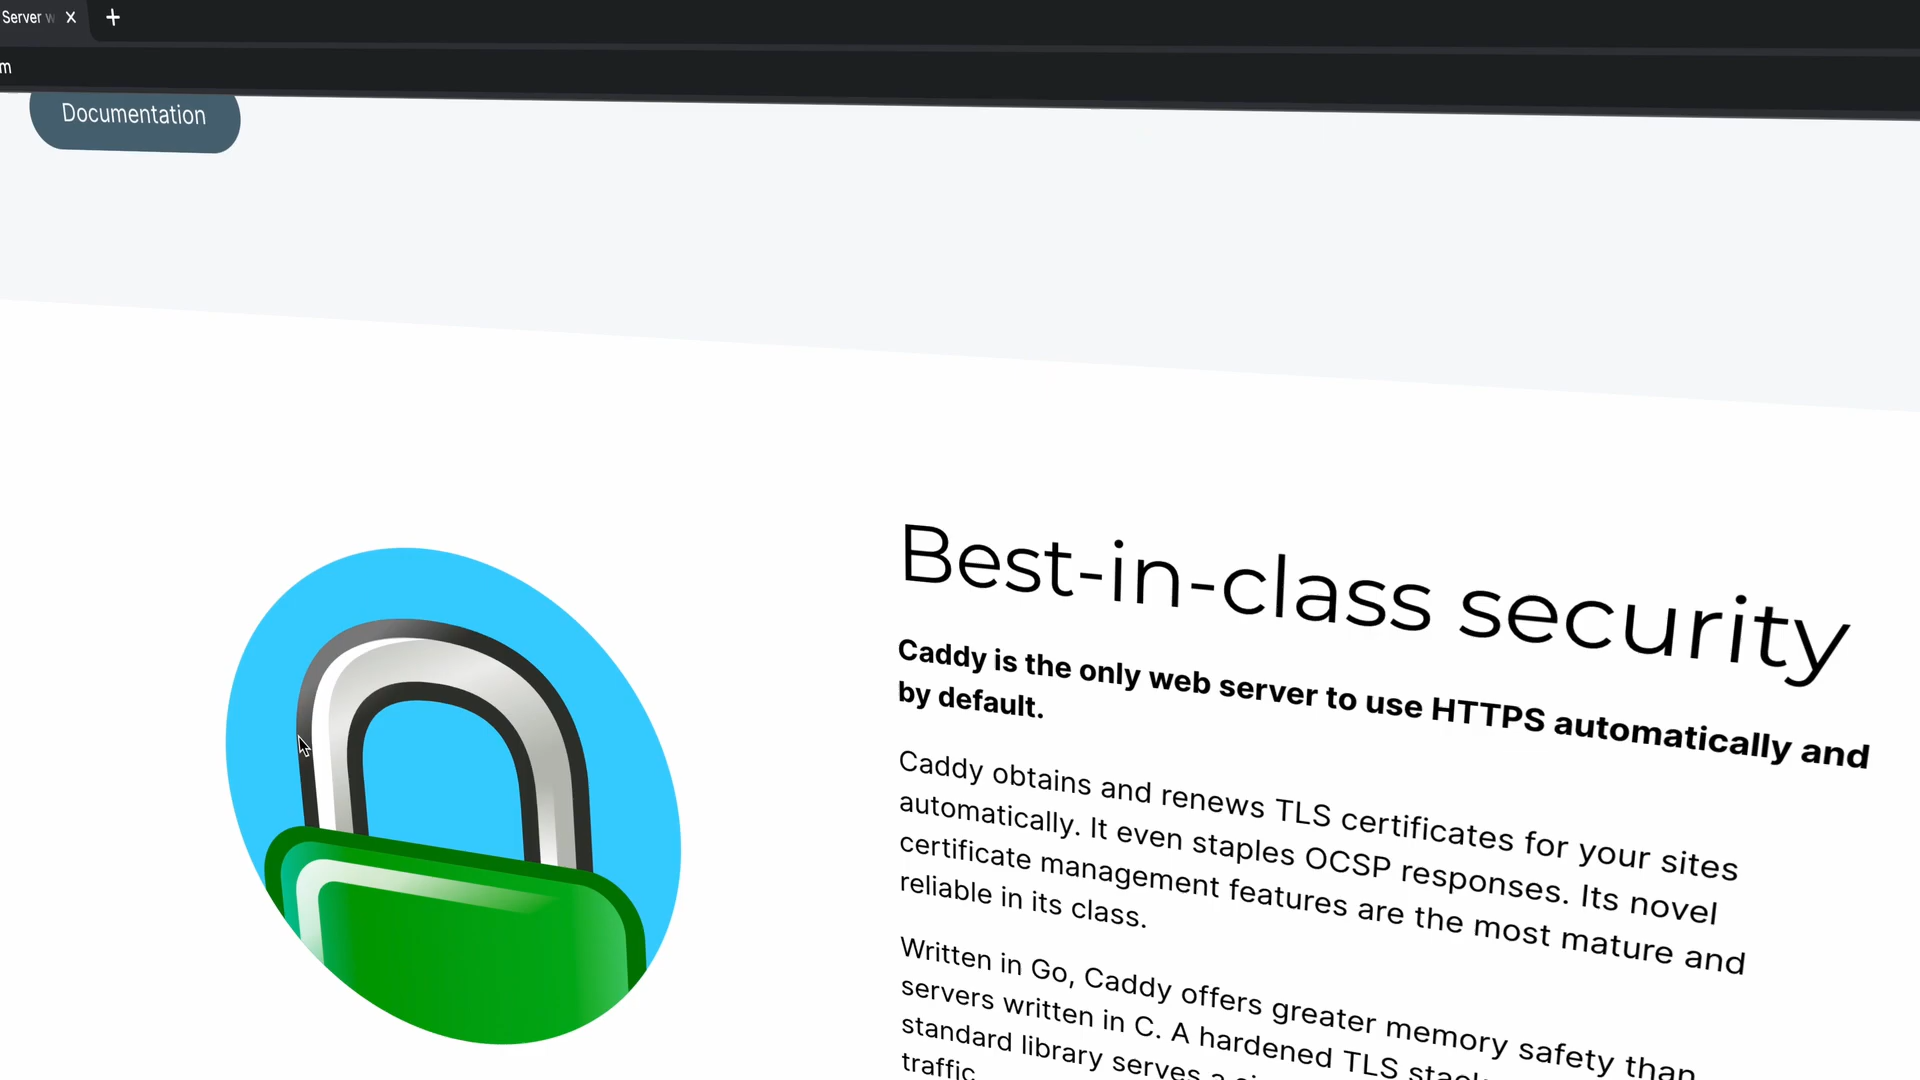 Server
m
Documentation
Best-in-class security
Caddy is the only web server to use HTTPS automatically and
by default.
Caddy obtains and renews TLS certificates for your sites
automatically. It even staples OCSP responses. Its novel
certificate management features are the most mature and
reliable in its class.
Written in Go, Caddy offers greater memory safety than
servers written in C. A hardened TLS
standard library serves a
traffic